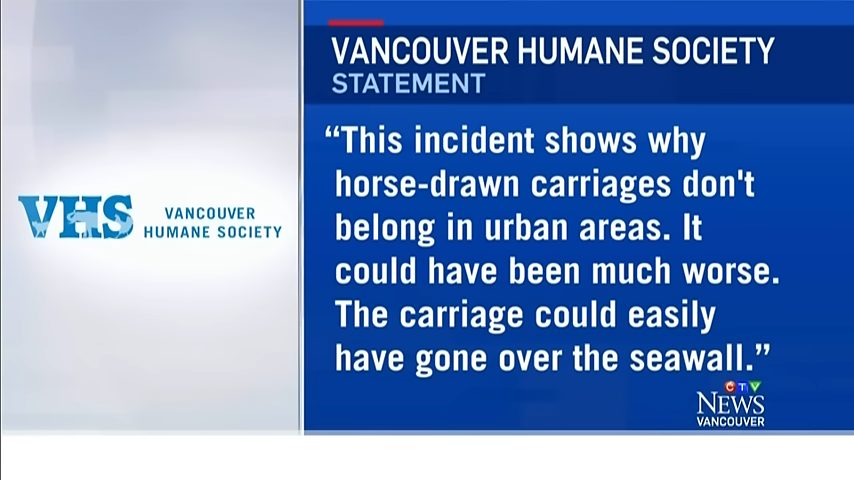 VHS
VANCOUVER
HUMANE SOCIETY
VANCOUVER HUMANE SOCIETY
STATEMENT
“This incident shows why
horse-drawn carriages don't
belong in urban areas. It
could have been much worse.
The carriage could easily
have gone over the seawall.”
CTV
NEWS
VANCOUVER